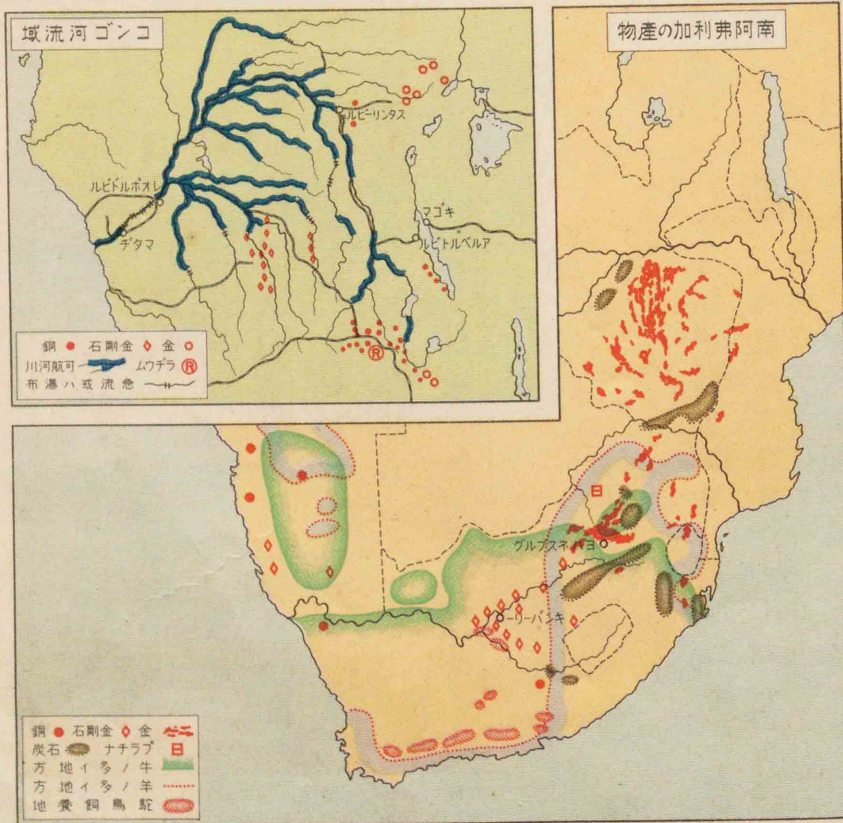 コンゴ河流域
スタンリービル
レオポルドビル
マタヂ
キゴマ
アルベルトビル
Ⓡ
金 金剛石 銅
Ⓡ ラヂウム 可航河川
急流或ハ瀑布
南阿弗利加の産物
日
ヨハネスブルグ
キンバーリー
金 金剛石 銅
日 プラチナ 石炭
牛ノ多イ地方
羊ノ多イ地方
駝鳥飼養地